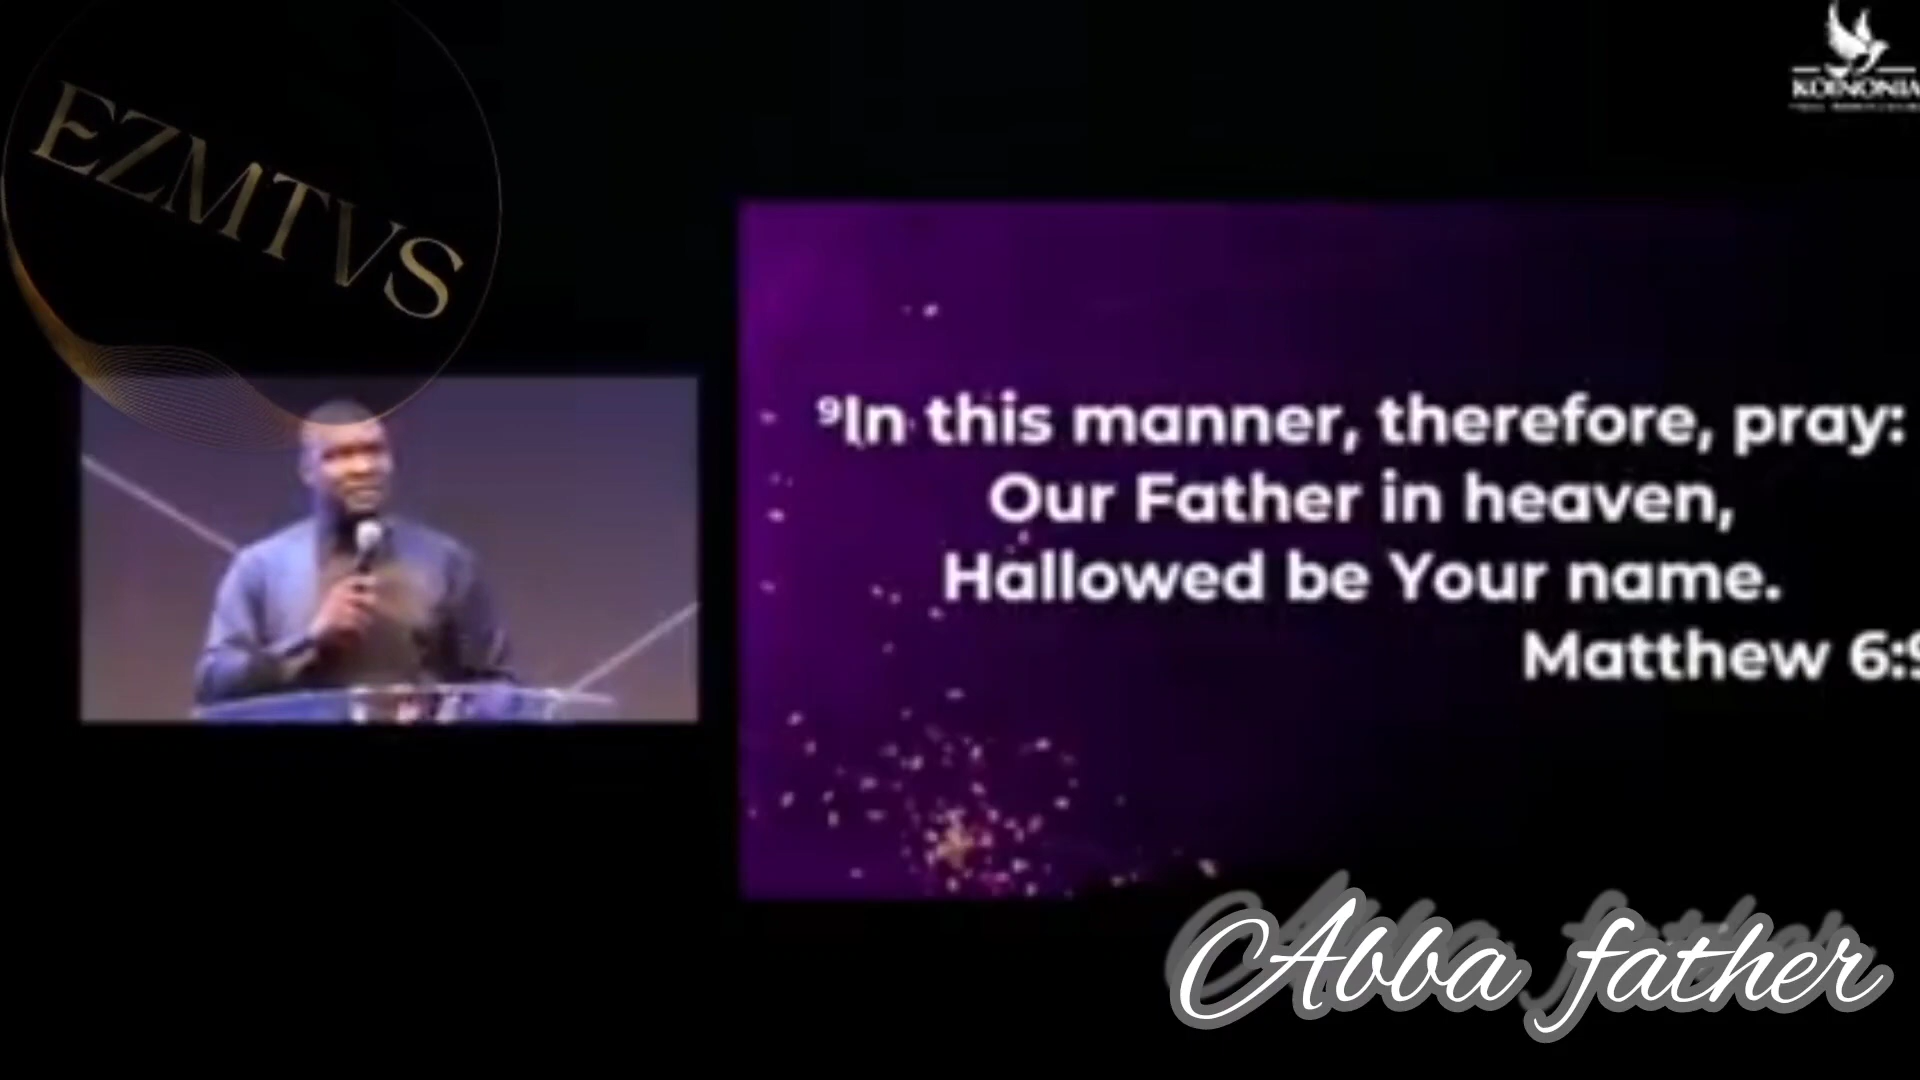 EZMTVS
KOINONIA
⁹In this manner, therefore, pray:
Our Father in heaven,
Hallowed be Your name.
Matthew 6:9
Abba father